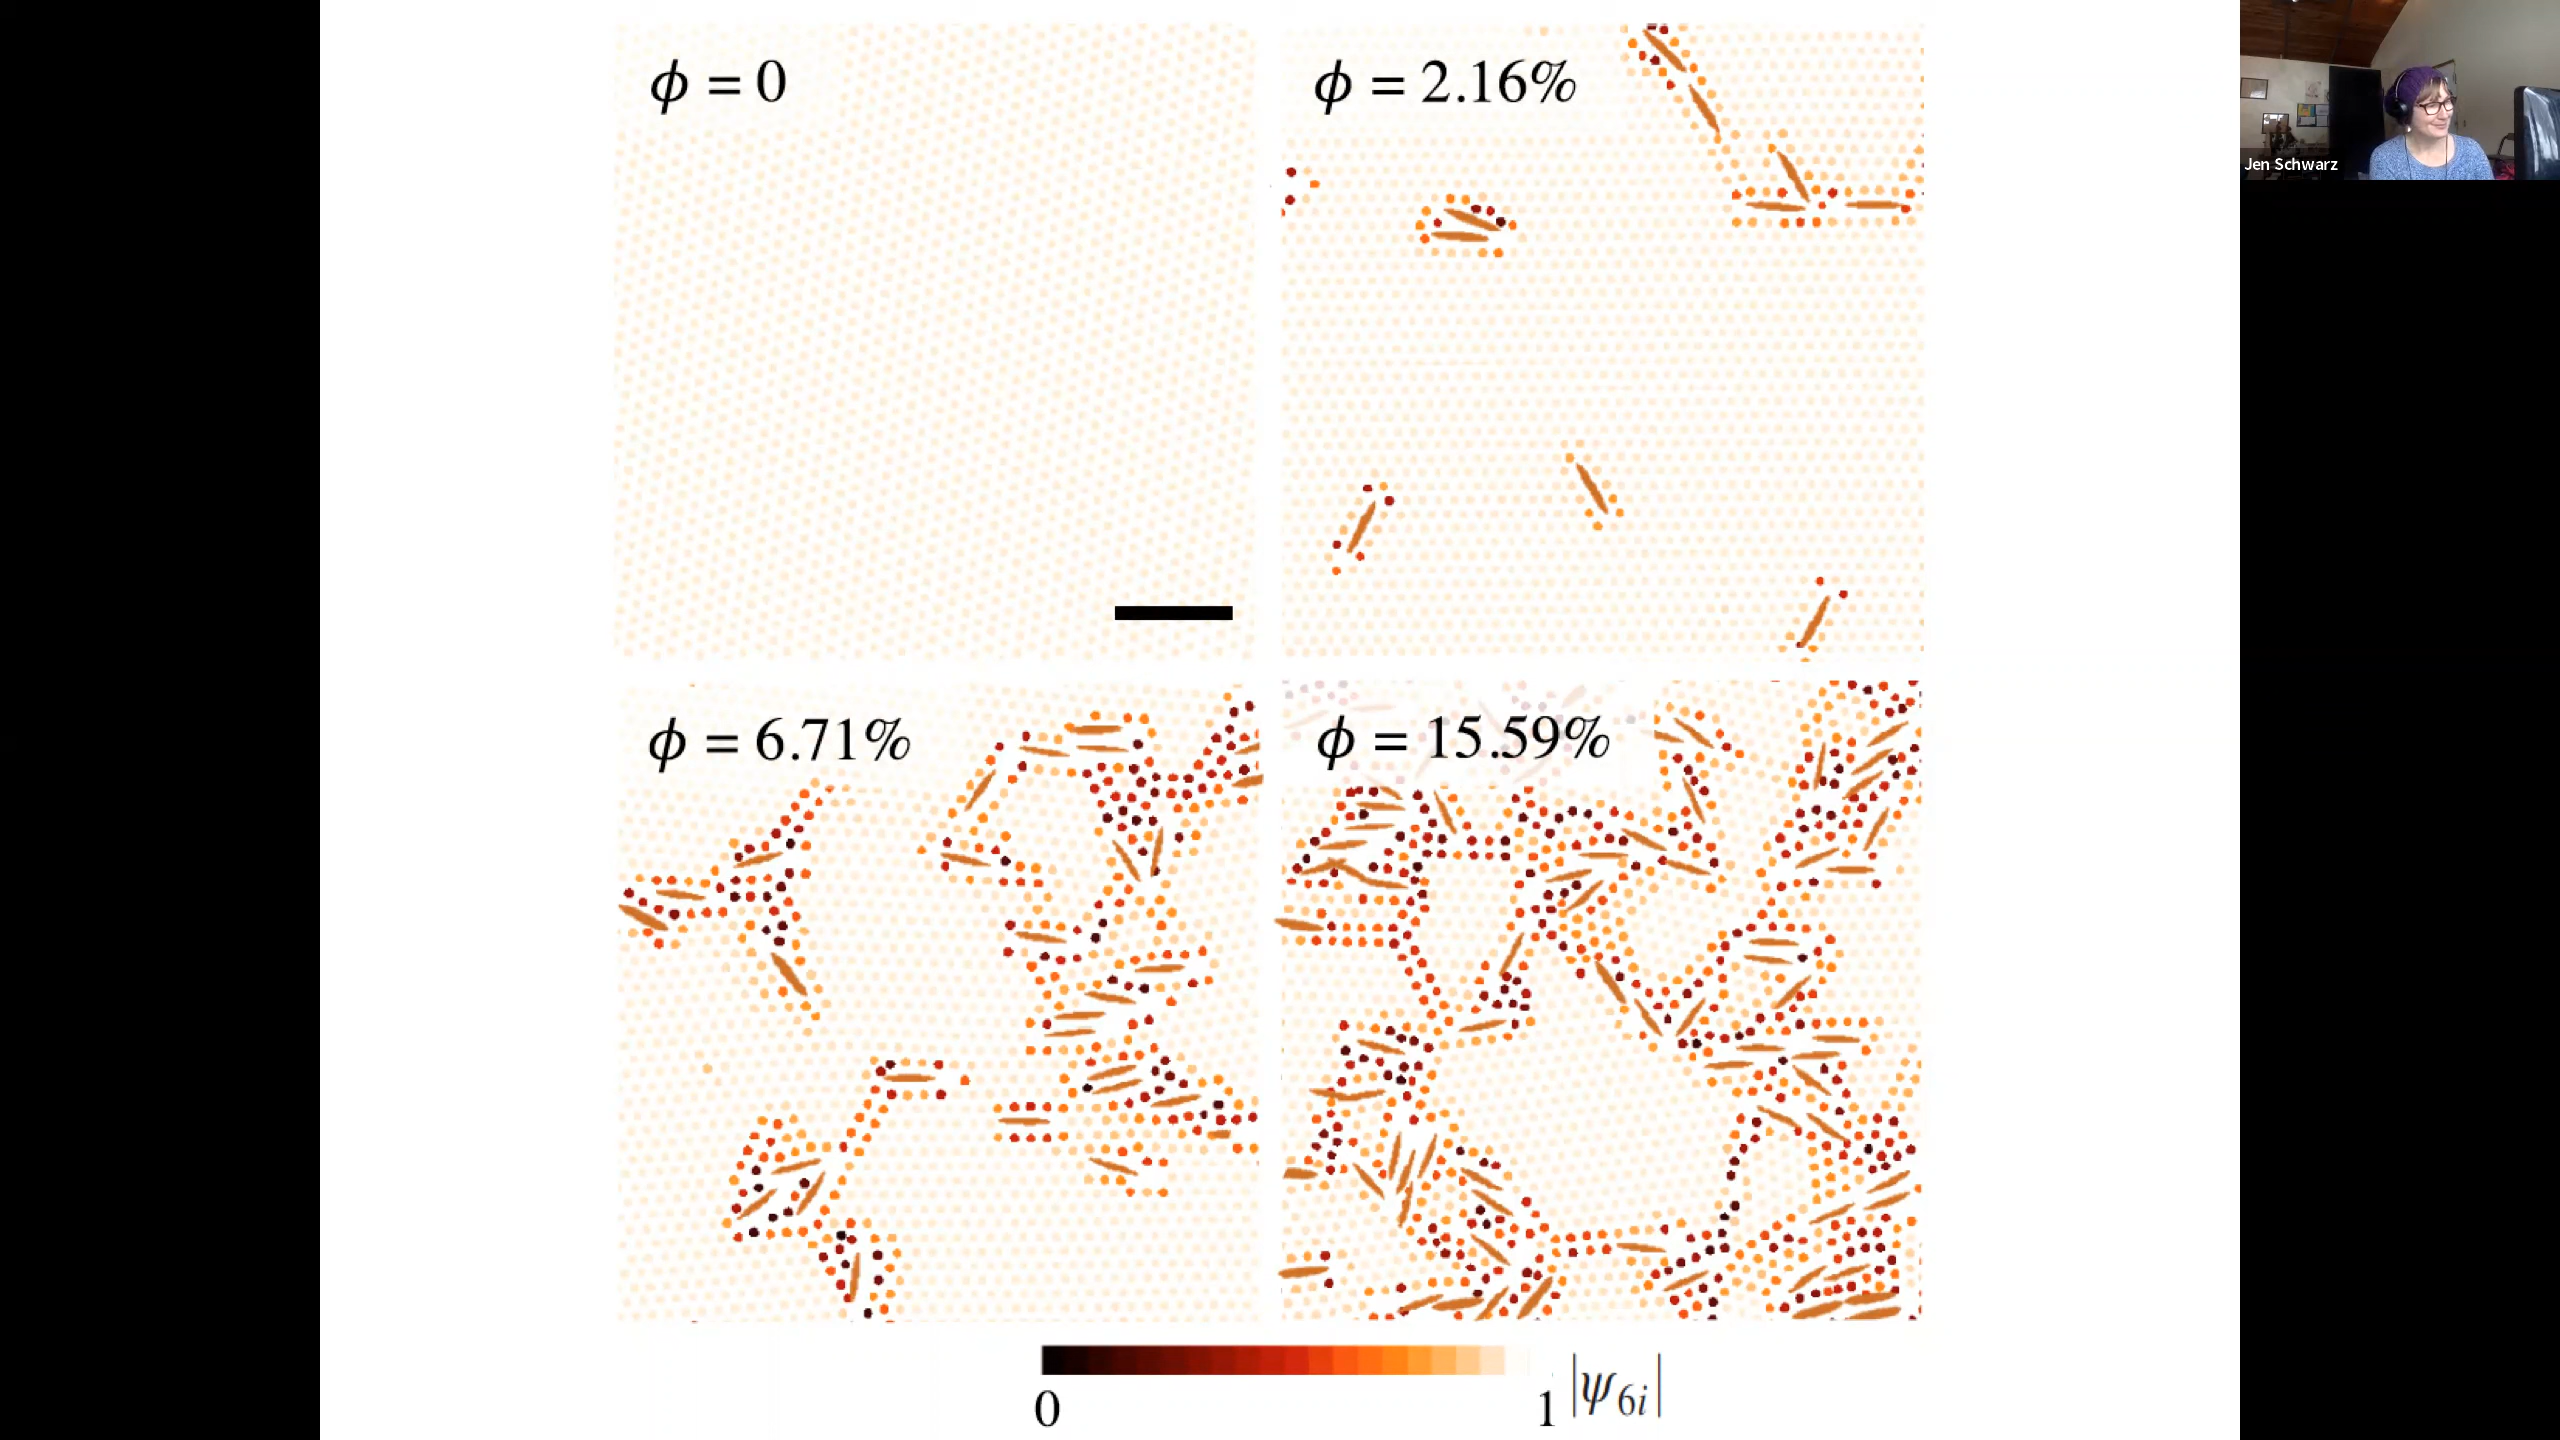 ϕ = 0
ϕ = 2.16%
Jen Schwarz
ϕ = 6.71%
ϕ = 15.59%
0
1
|ψ6i|